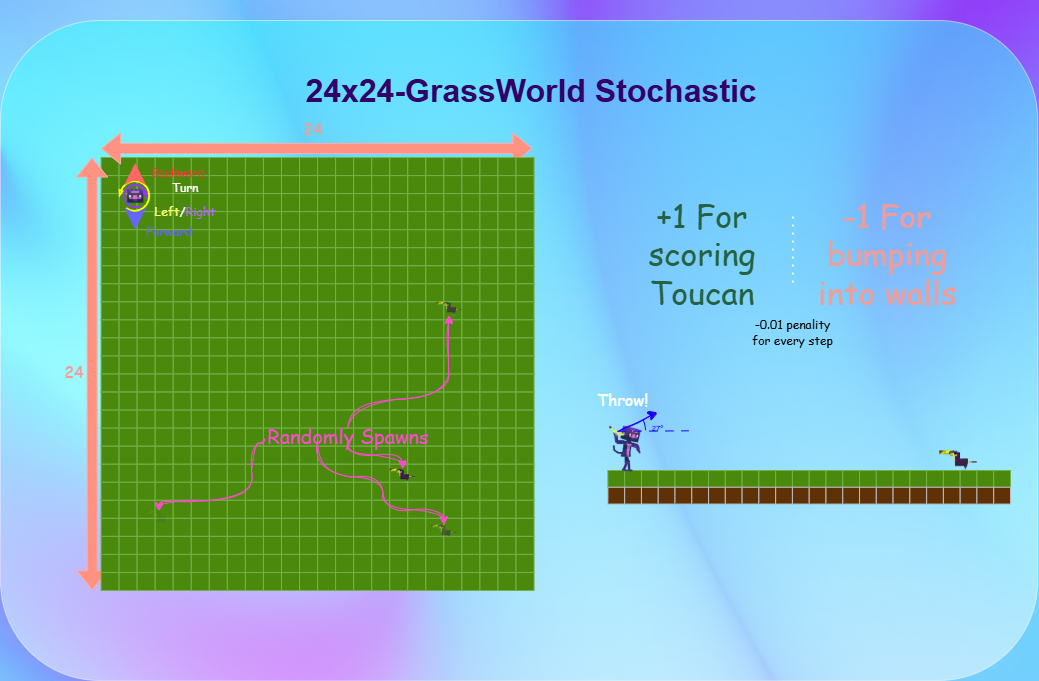 24x24-GrassWorld Stochastic
24
24
Backward
Turn
Left/Right
Forward
Randomly Spawns
+1 For
scoring
Toucan
-1 For
bumping
into walls
-0.01 penality
for every step
Throw!
27°